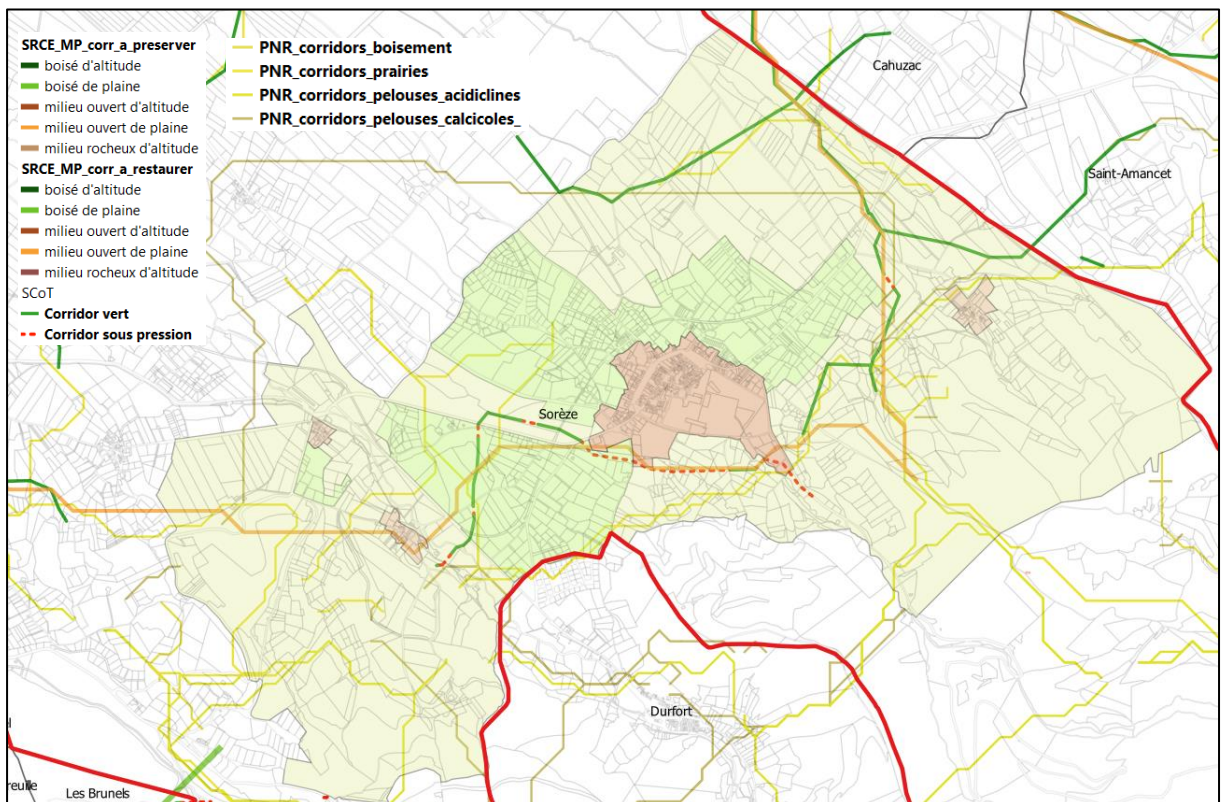 SRCE_MP_corr_a_preserver
boisé d'altitude
boisé de plaine
milieu ouvert d'altitude
milieu ouvert de plaine
milieu rocheux d'altitude
SRCE_MP_corr_a_restaurer
boisé d'altitude
boisé de plaine
milieu ouvert d'altitude
milieu ouvert de plaine
milieu rocheux d'altitude
SCoT
Corridor vert
Corridor sous pression
PNR_corridors_boisement
PNR_corridors_prairies
PNR_corridors_pelouses_acidiclines
PNR_corridors_pelouses_calcicoles_
Cahuzac
Saint-Amancet
Sorèze
Durfort
reuille
Les Brunels